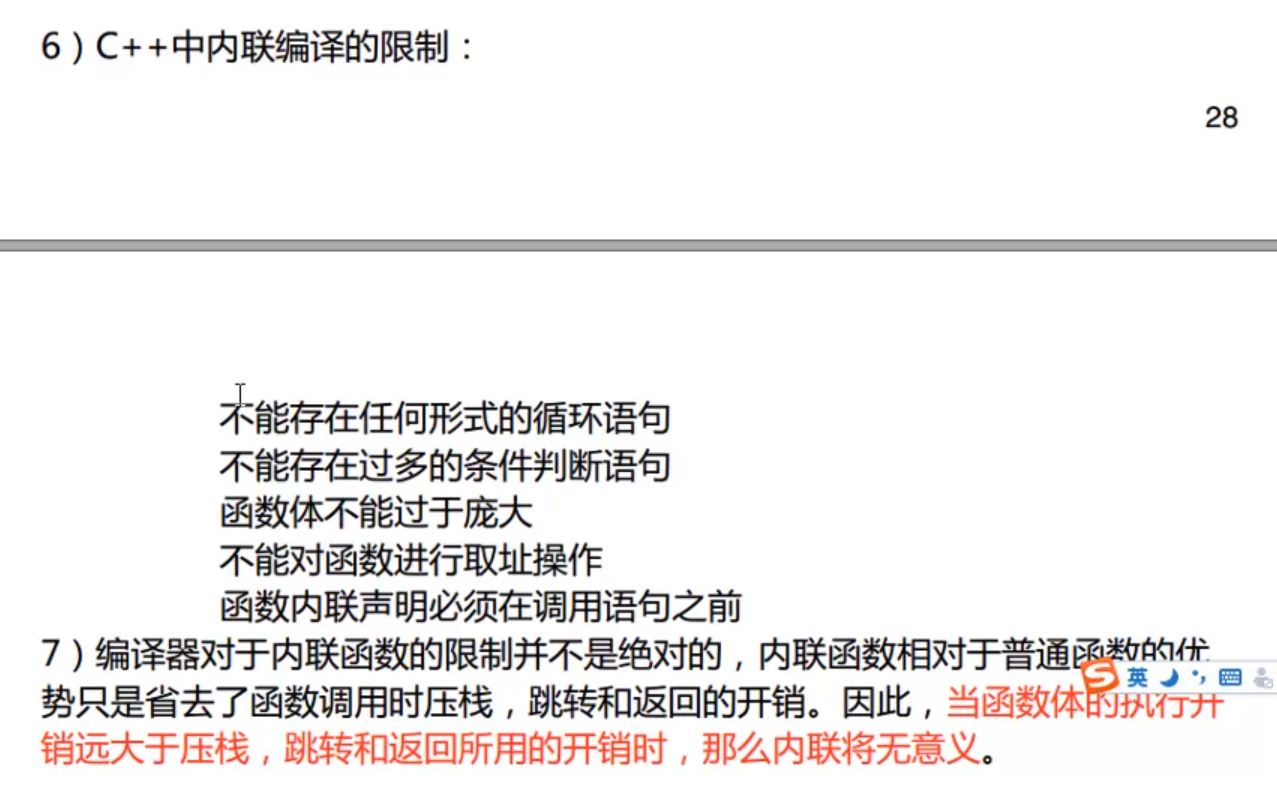 6）C++中内联编译的限制：
28
不能存在任何形式的循环语句
不能存在过多的条件判断语句
函数体不能过于庞大
不能对函数进行取址操作
函数内联声明必须在调用语句之前
7）编译器对于内联函数的限制并不是绝对的，内联函数相对于普通函数的优
势只是省去了函数调用时压栈，跳转和返回的开销。因此，当函数体的执行开
销远大于压栈，跳转和返回所用的开销时，那么内联将无意义。
S英